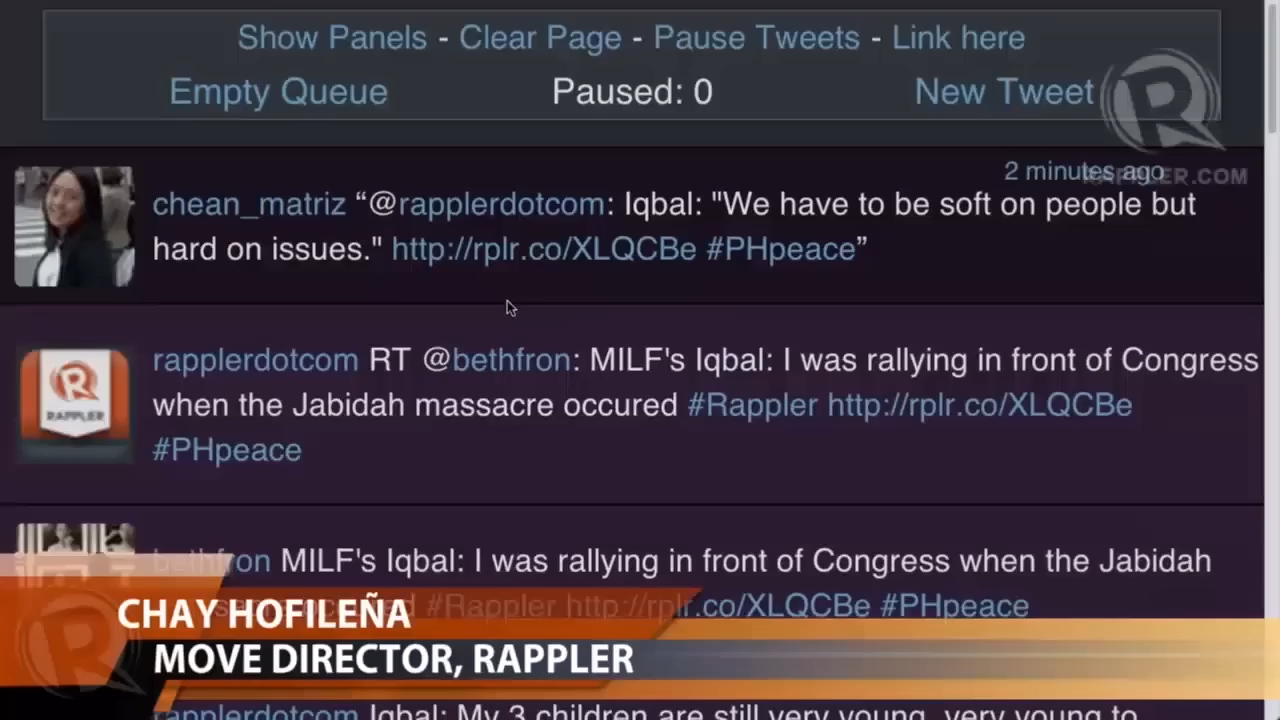 Show Panels - Clear Page - Pause Tweets - Link here
Empty Queue Paused: 0 New Tweet
2 minutes ago
RAPPLER.COM
chean_matriz “@rapplerdotcom: Iqbal: "We have to be soft on people but
hard on issues." http://rplr.co/XLQCBe #PHpeace”
rapplerdotcom RT @bethfron: MILF's Iqbal: I was rallying in front of Congress
when the Jabidah massacre occured #Rappler http://rplr.co/XLQCBe
#PHpeace
RAPPLER
bethfron MILF's Iqbal: I was rallying in front of Congress when the Jabidah
#Rappler http://rplr.co/XLQCBe #PHpeace
CHAY HOFILEÑA
MOVE DIRECTOR, RAPPLER
rapplerdotcom Iqbal: My 3 children are still very young, very young to